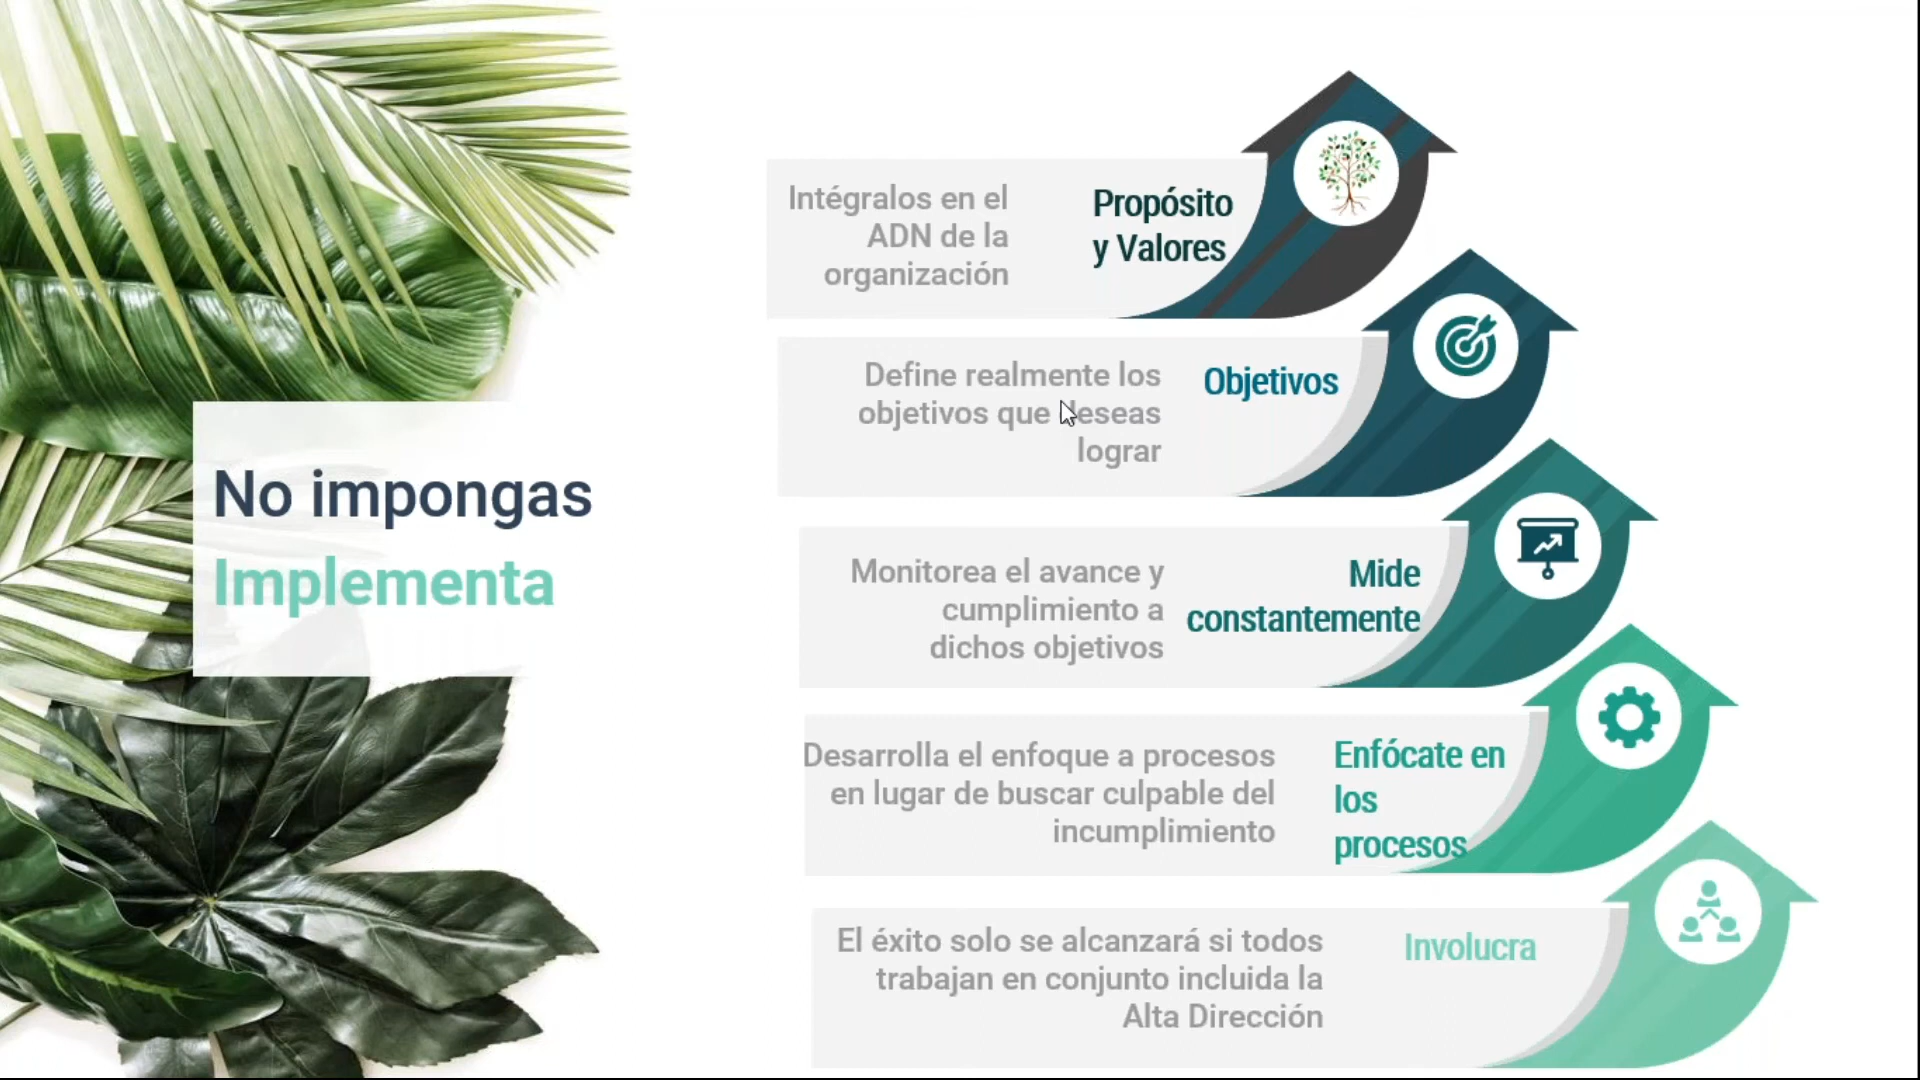 No impongas
Implementa
Intégralos en el
ADN de la
organización
Propósito
y Valores
Define realmente los
objetivos que deseas
lograr
Objetivos
Monitorea el avance y
cumplimiento a
dichos objetivos
Mide
constantemente
Desarrolla el enfoque a procesos
en lugar de buscar culpable del
incumplimiento
Enfócate en
los
procesos
El éxito solo se alcanzará si todos
trabajan en conjunto incluida la
Alta Dirección
Involucra